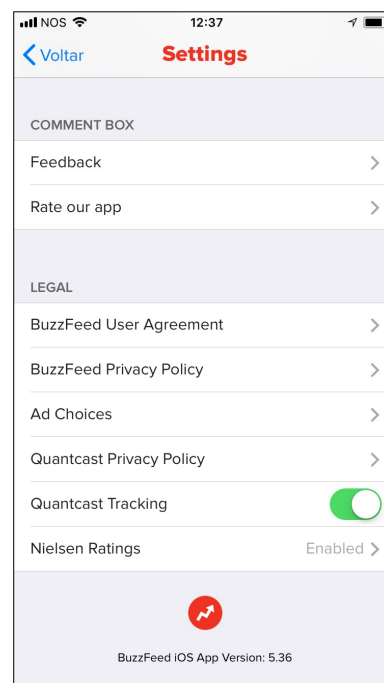 NOS 12:37
Voltar Settings
COMMENT BOX
Feedback
Rate our app
LEGAL
BuzzFeed User Agreement
BuzzFeed Privacy Policy
Ad Choices
Quantcast Privacy Policy
Quantcast Tracking
Nielsen Ratings Enabled
BuzzFeed iOS App Version: 5.36